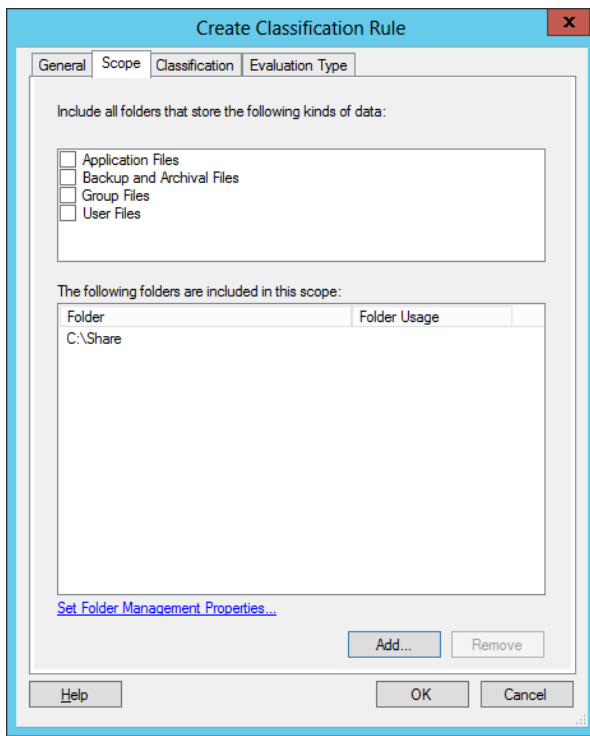 Create Classification Rule
x
General Scope Classification Evaluation Type
Include all folders that store the following kinds of data:
Application Files
Backup and Archival Files
Group Files
User Files
The following folders are included in this scope:
Folder Folder Usage
C:\Share
Set Folder Management Properties...
Add... Remove
Help OK Cancel